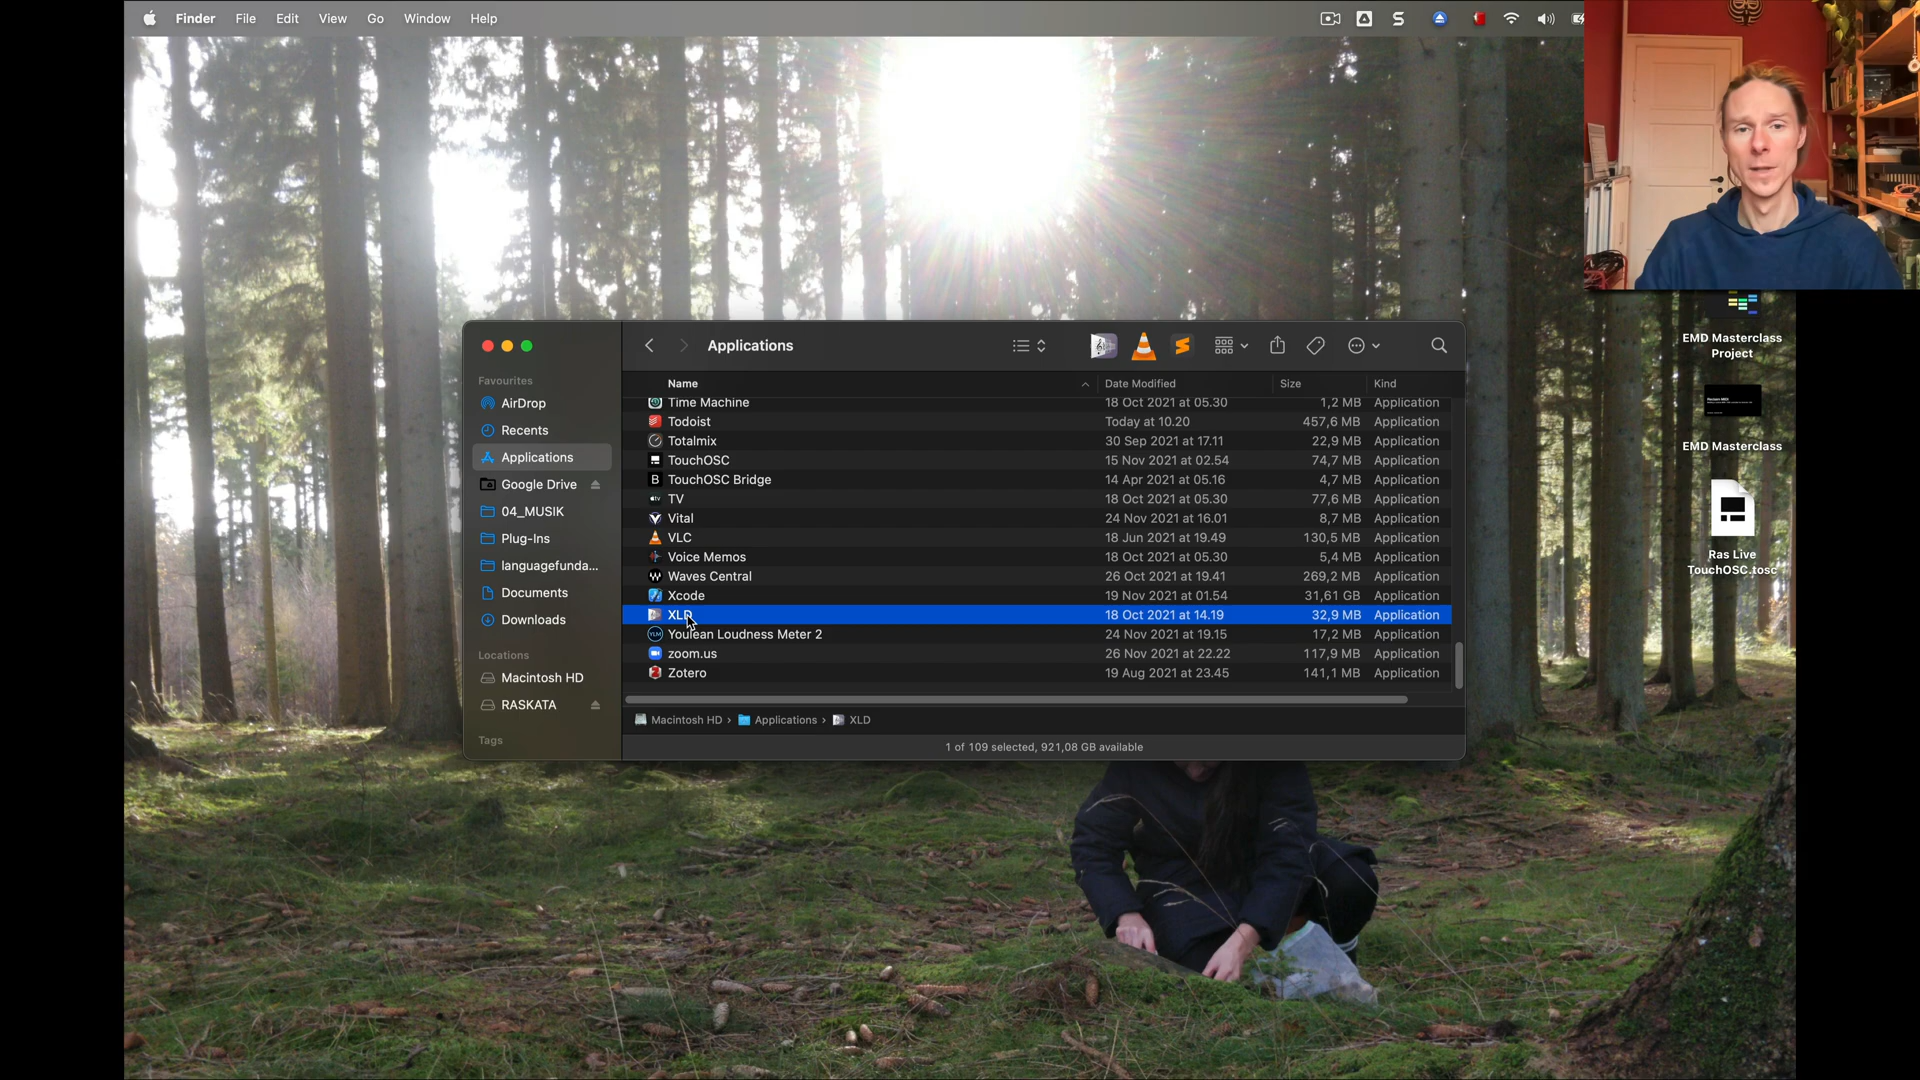 Finder File Edit View Go Window Help
Applications
Favourites
AirDrop
Recents
Applications
Google Drive
04_MUSIK
Plug-Ins
languagefunda...
Documents
Downloads
Locations
Macintosh HD
RASKATA
Tags
Name Date Modified Size Kind
Time Machine 18 Oct 2021 at 05.30 1,2 MB Application
Todoist Today at 10.20 457,6 MB Application
Totalmix 30 Sep 2021 at 17.11 22,9 MB Application
TouchOSC 15 Nov 2021 at 02.54 74,7 MB Application
TouchOSC Bridge 14 Apr 2021 at 05.16 4,7 MB Application
TV 18 Oct 2021 at 05.30 77,6 MB Application
Vital 24 Nov 2021 at 16.01 8,7 MB Application
VLC 18 Jun 2021 at 19.49 130,5 MB Application
Voice Memos 18 Oct 2021 at 05.30 5,4 MB Application
Waves Central 26 Oct 2021 at 19.41 269,2 MB Application
Xcode 19 Nov 2021 at 01.54 31,61 GB Application
XLD 18 Oct 2021 at 14.19 32,9 MB Application
Youlean Loudness Meter 2 24 Nov 2021 at 19.15 17,2 MB Application
zoom.us 26 Nov 2021 at 22.22 117,9 MB Application
Zotero 19 Aug 2021 at 23.45 141,1 MB Application
Macintosh HD › Applications › XLD
1 of 109 selected, 921,08 GB available
EMD Masterclass
Project
EMD Masterclass
Ras Live
TouchOSC.tosc